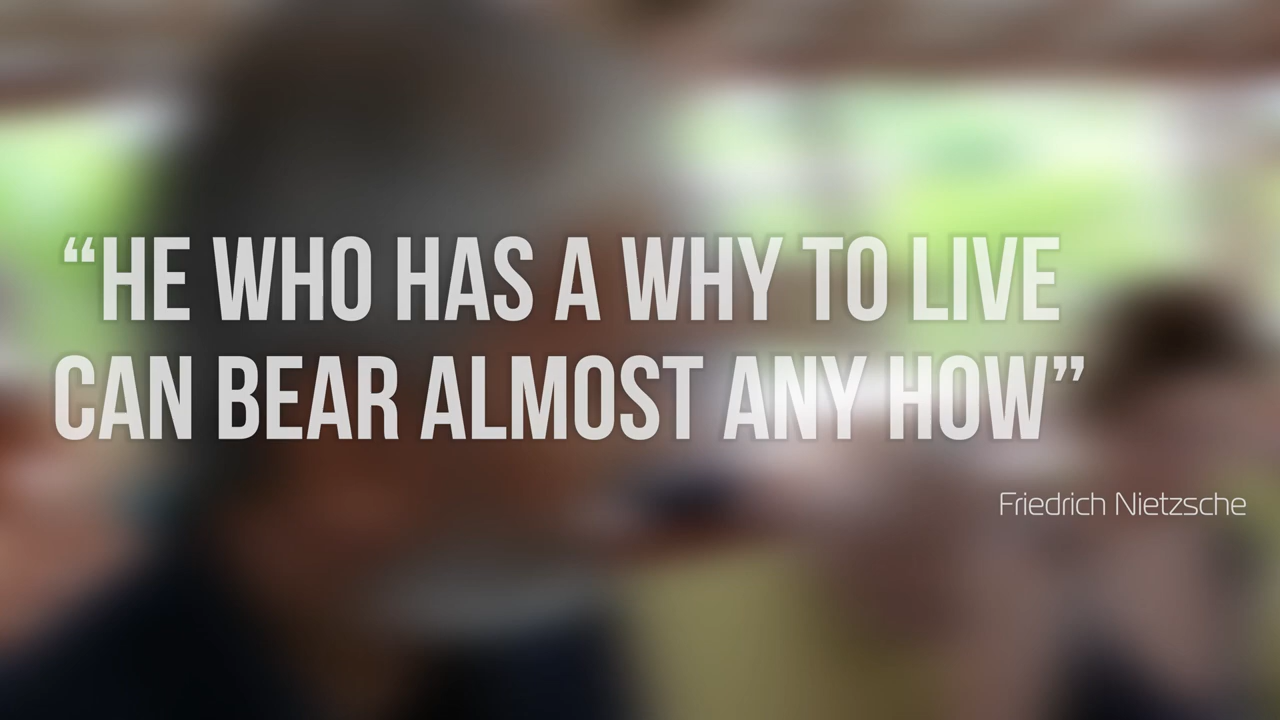 “HE WHO HAS A WHY TO LIVE
CAN BEAR ALMOST ANY HOW”
Friedrich Nietzsche